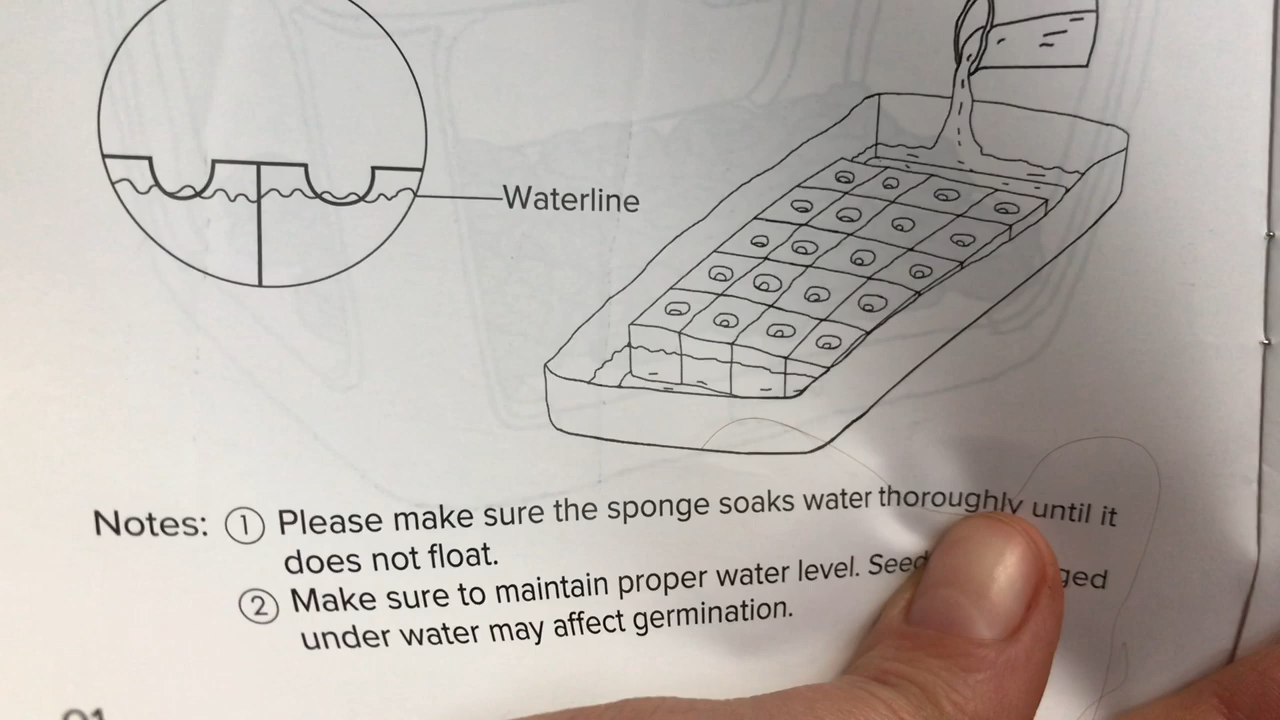 Waterline
Notes: ① Please make sure the sponge soaks water thoroughly until it
does not float.
② Make sure to maintain proper water level.
under water may affect germination.